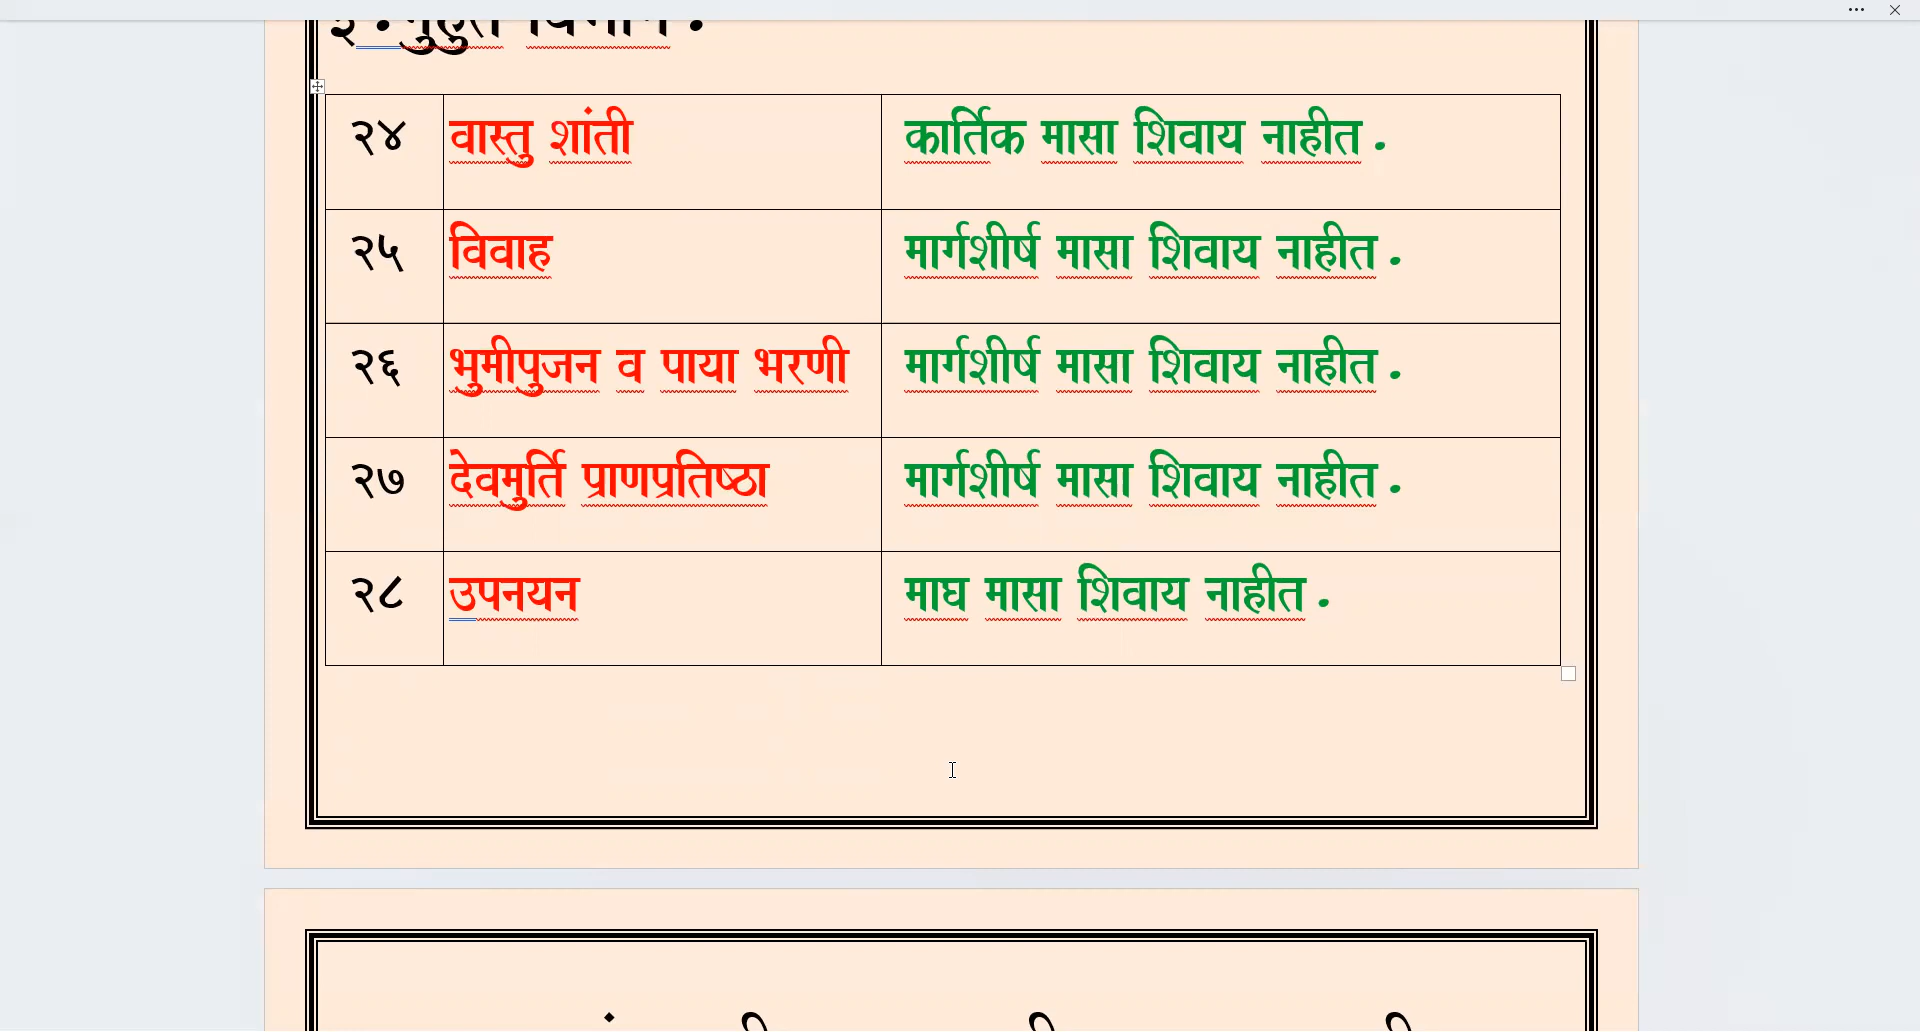 २४ वास्तु शांती कार्तिक मासा शिवाय नाहीत .
२५ विवाह मार्गशीर्ष मासा शिवाय नाहीत .
२६ भुमीपुजन व पाया भरणी मार्गशीर्ष मासा शिवाय नाहीत .
२७ देवमुर्ति प्राणप्रतिष्ठा मार्गशीर्ष मासा शिवाय नाहीत .
२८ उपनयन माघ मासा शिवाय नाहीत .